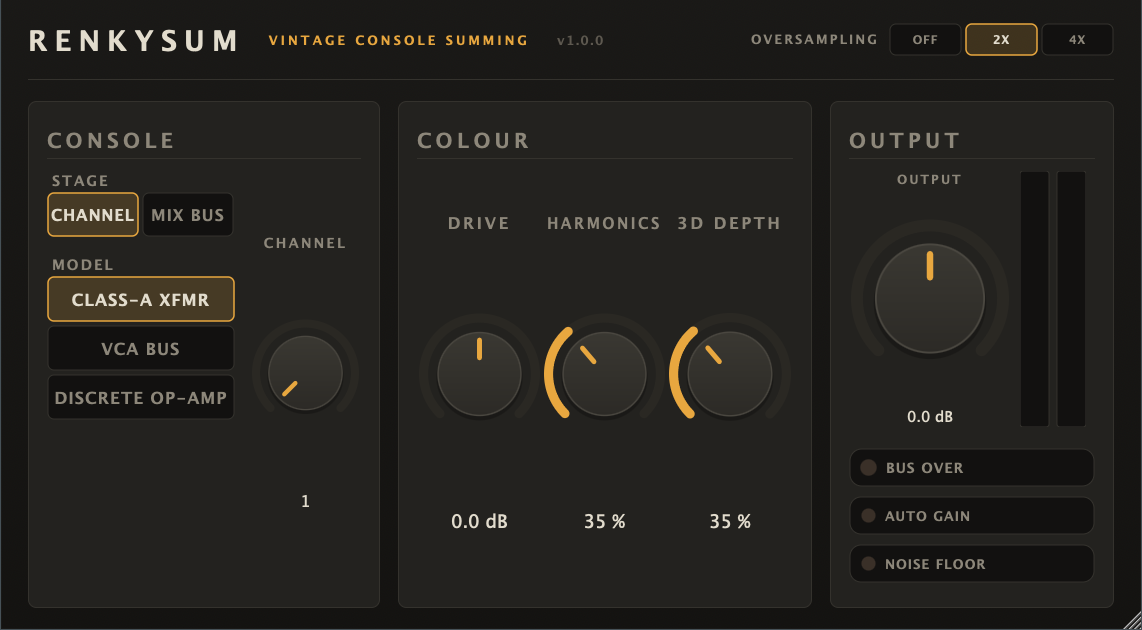 RENKYSUM VINTAGE CONSOLE SUMMING v1.0.0 OVERSAMPLING OFF 2X 4X
CONSOLE
STAGE
CHANNEL MIX BUS
MODEL
CLASS-A XFMR
VCA BUS
DISCRETE OP-AMP
CHANNEL
1
COLOUR
DRIVE HARMONICS 3D DEPTH
0.0 dB 35 % 35 %
OUTPUT
OUTPUT
0.0 dB
BUS OVER
AUTO GAIN
NOISE FLOOR